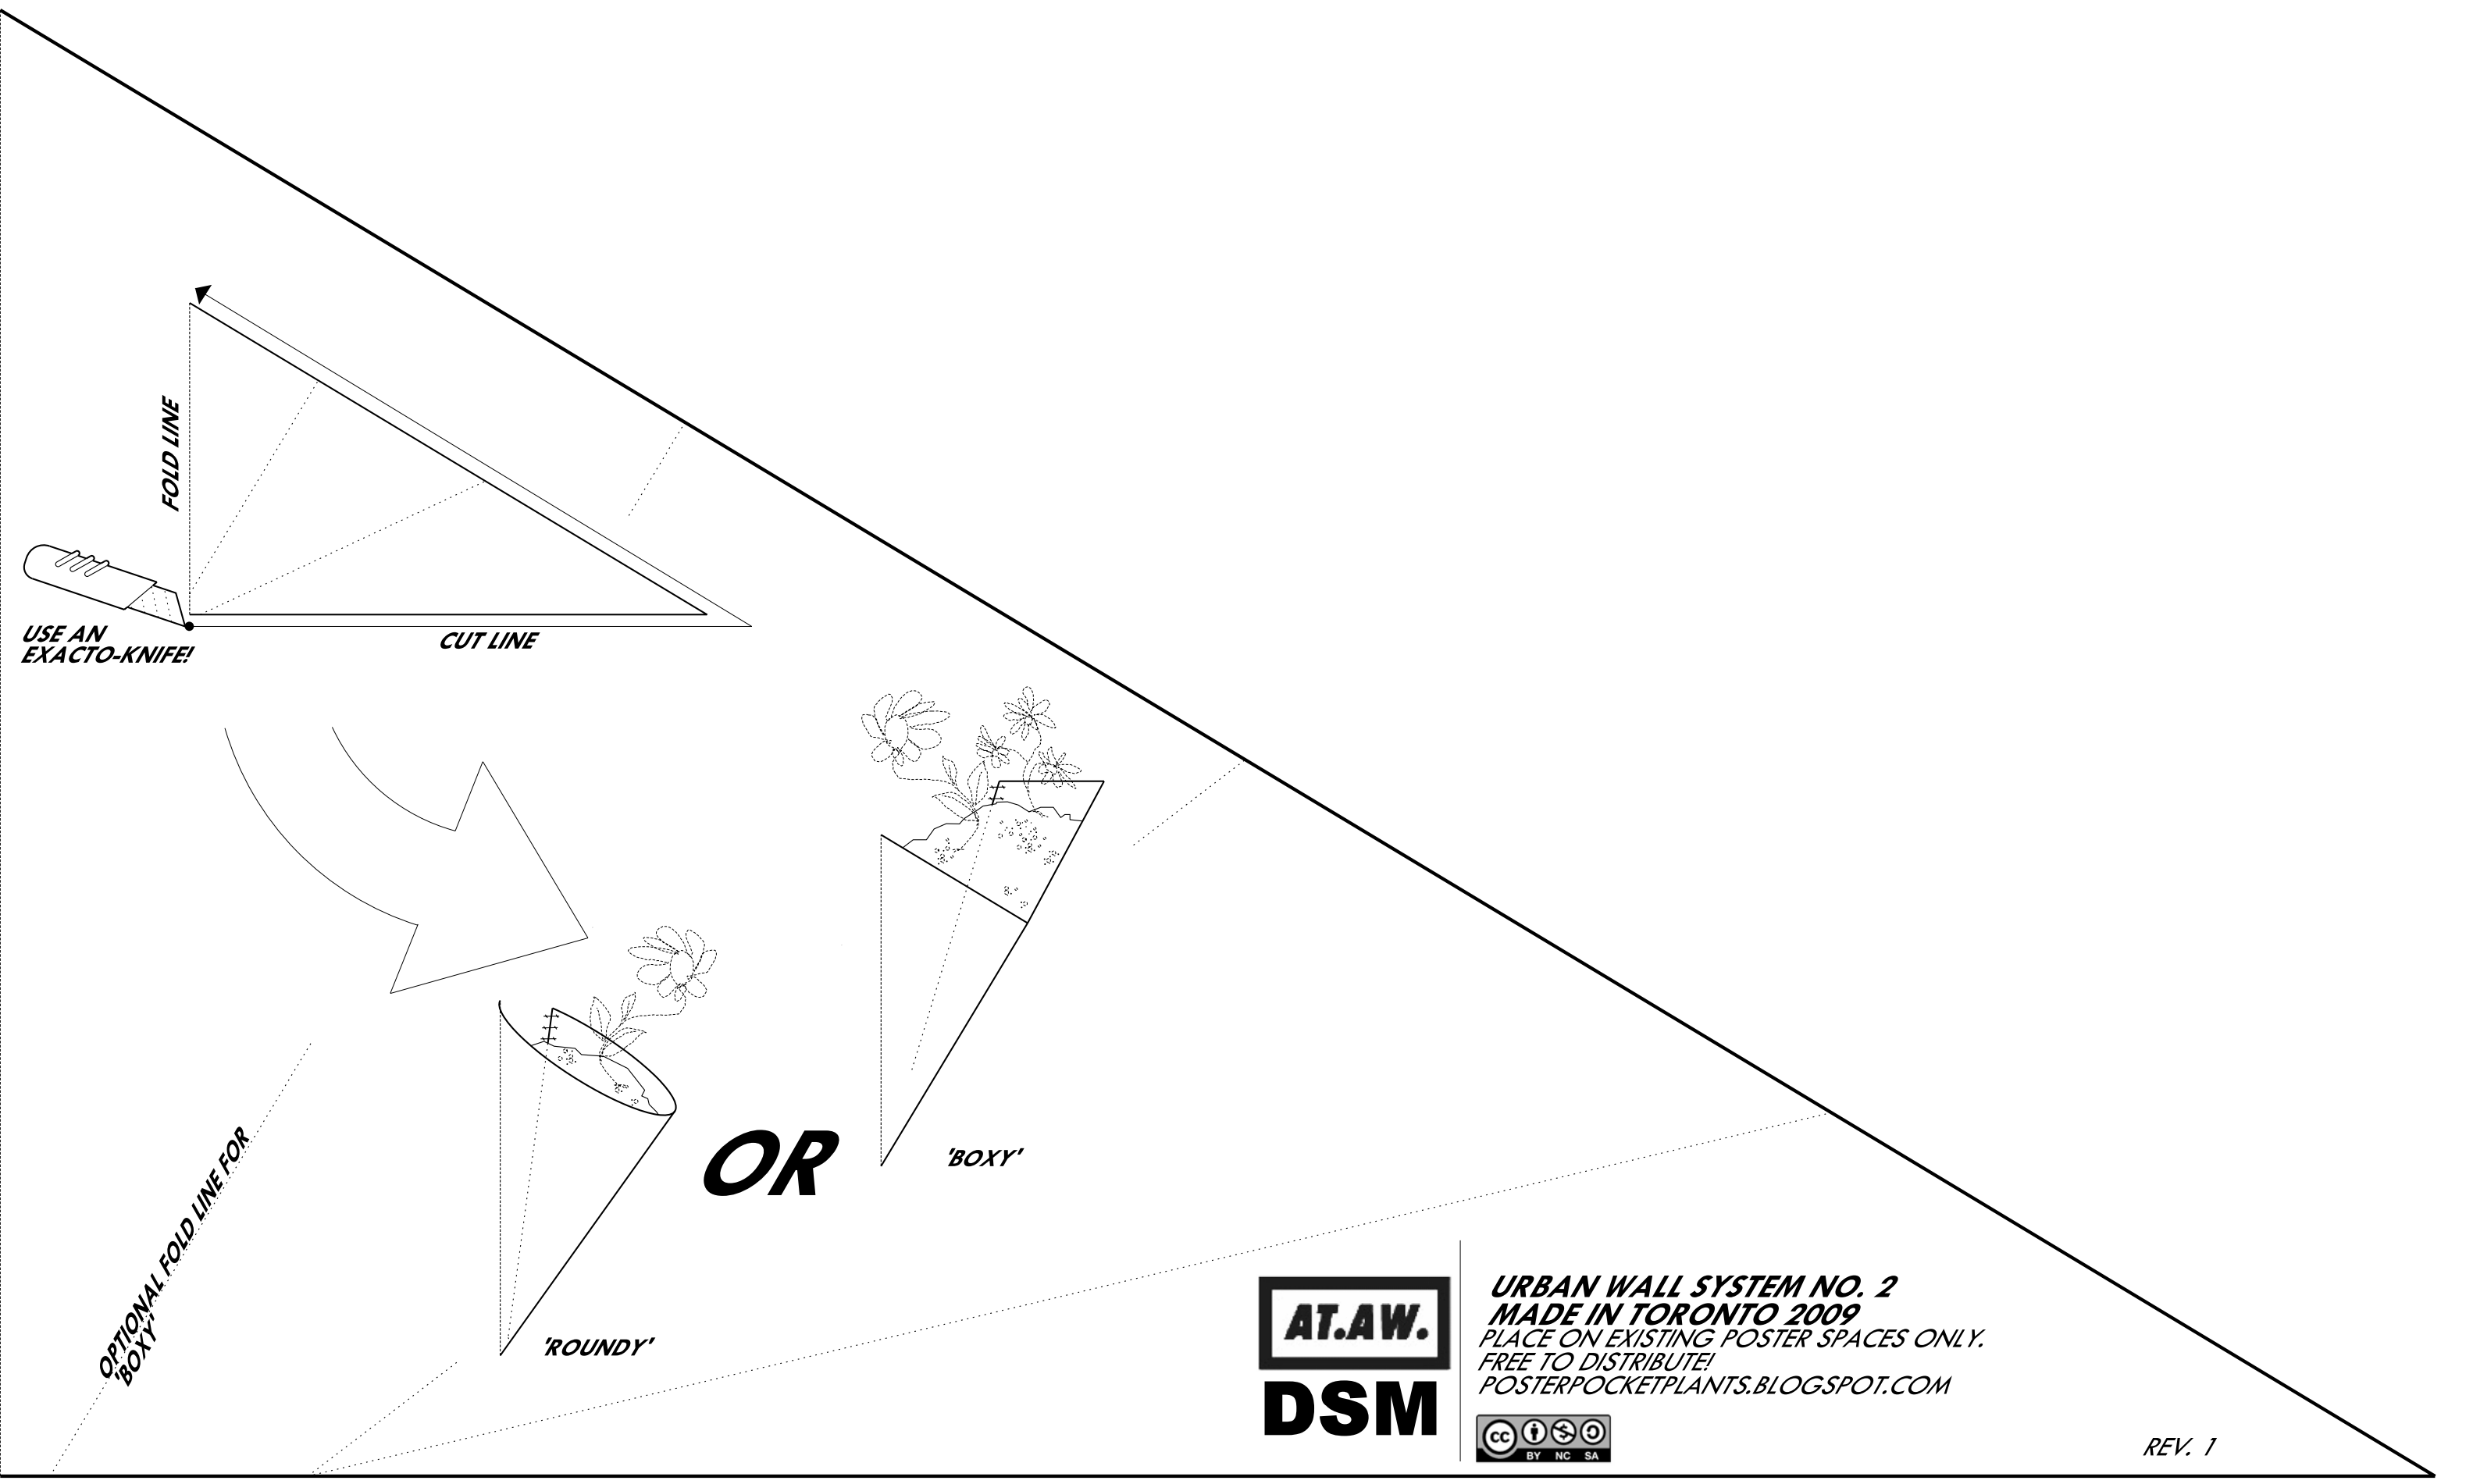 FOLD LINE
USE AN
EXACTO-KNIFE!
CUT LINE
OPTIONAL FOLD LINE FOR
'BOXY'
'ROUNDY'
OR
'BOXY'
AT.AW.
DSM
URBAN WALL SYSTEM NO. 2
MADE IN TORONTO 2009
PLACE ON EXISTING POSTER SPACES ONLY.
FREE TO DISTRIBUTE!
POSTERPOCKETPLANTS.BLOGSPOT.COM
CC BY NC SA
REV. 1